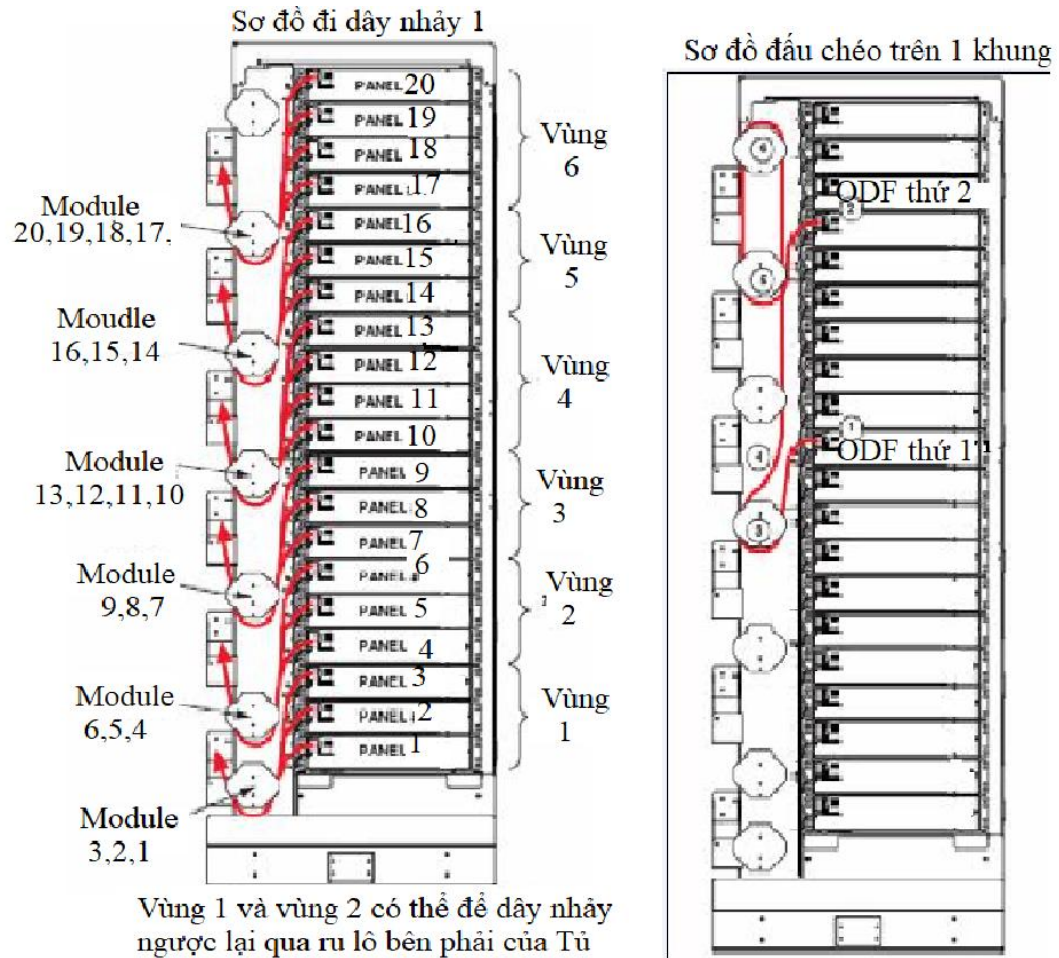 Sơ đồ đi dây nhảy 1
PANEL 20
PANEL 19
PANEL 18
PANEL 17
PANEL 16
PANEL 15
PANEL 14
PANEL 13
PANEL 12
PANEL 11
PANEL 10
PANEL 9
PANEL 8
PANEL 7
PANEL 6
PANEL 5
PANEL 4
PANEL 3
PANEL 2
PANEL 1
Vùng
6
Vùng
5
Vùng
4
Vùng
3
Vùng
2
Vùng
1
Module
20,19,18,17,
Moudle
16,15,14
Module
13,12,11,10
Module
9,8,7
Module
6,5,4
Module
3,2,1
Vùng 1 và vùng 2 có thể để dây nhảy
ngược lại qua ru lô bên phải của Tủ
Sơ đồ đấu chéo trên 1 khung
ODF thứ 2
1
ODF thứ 1
4